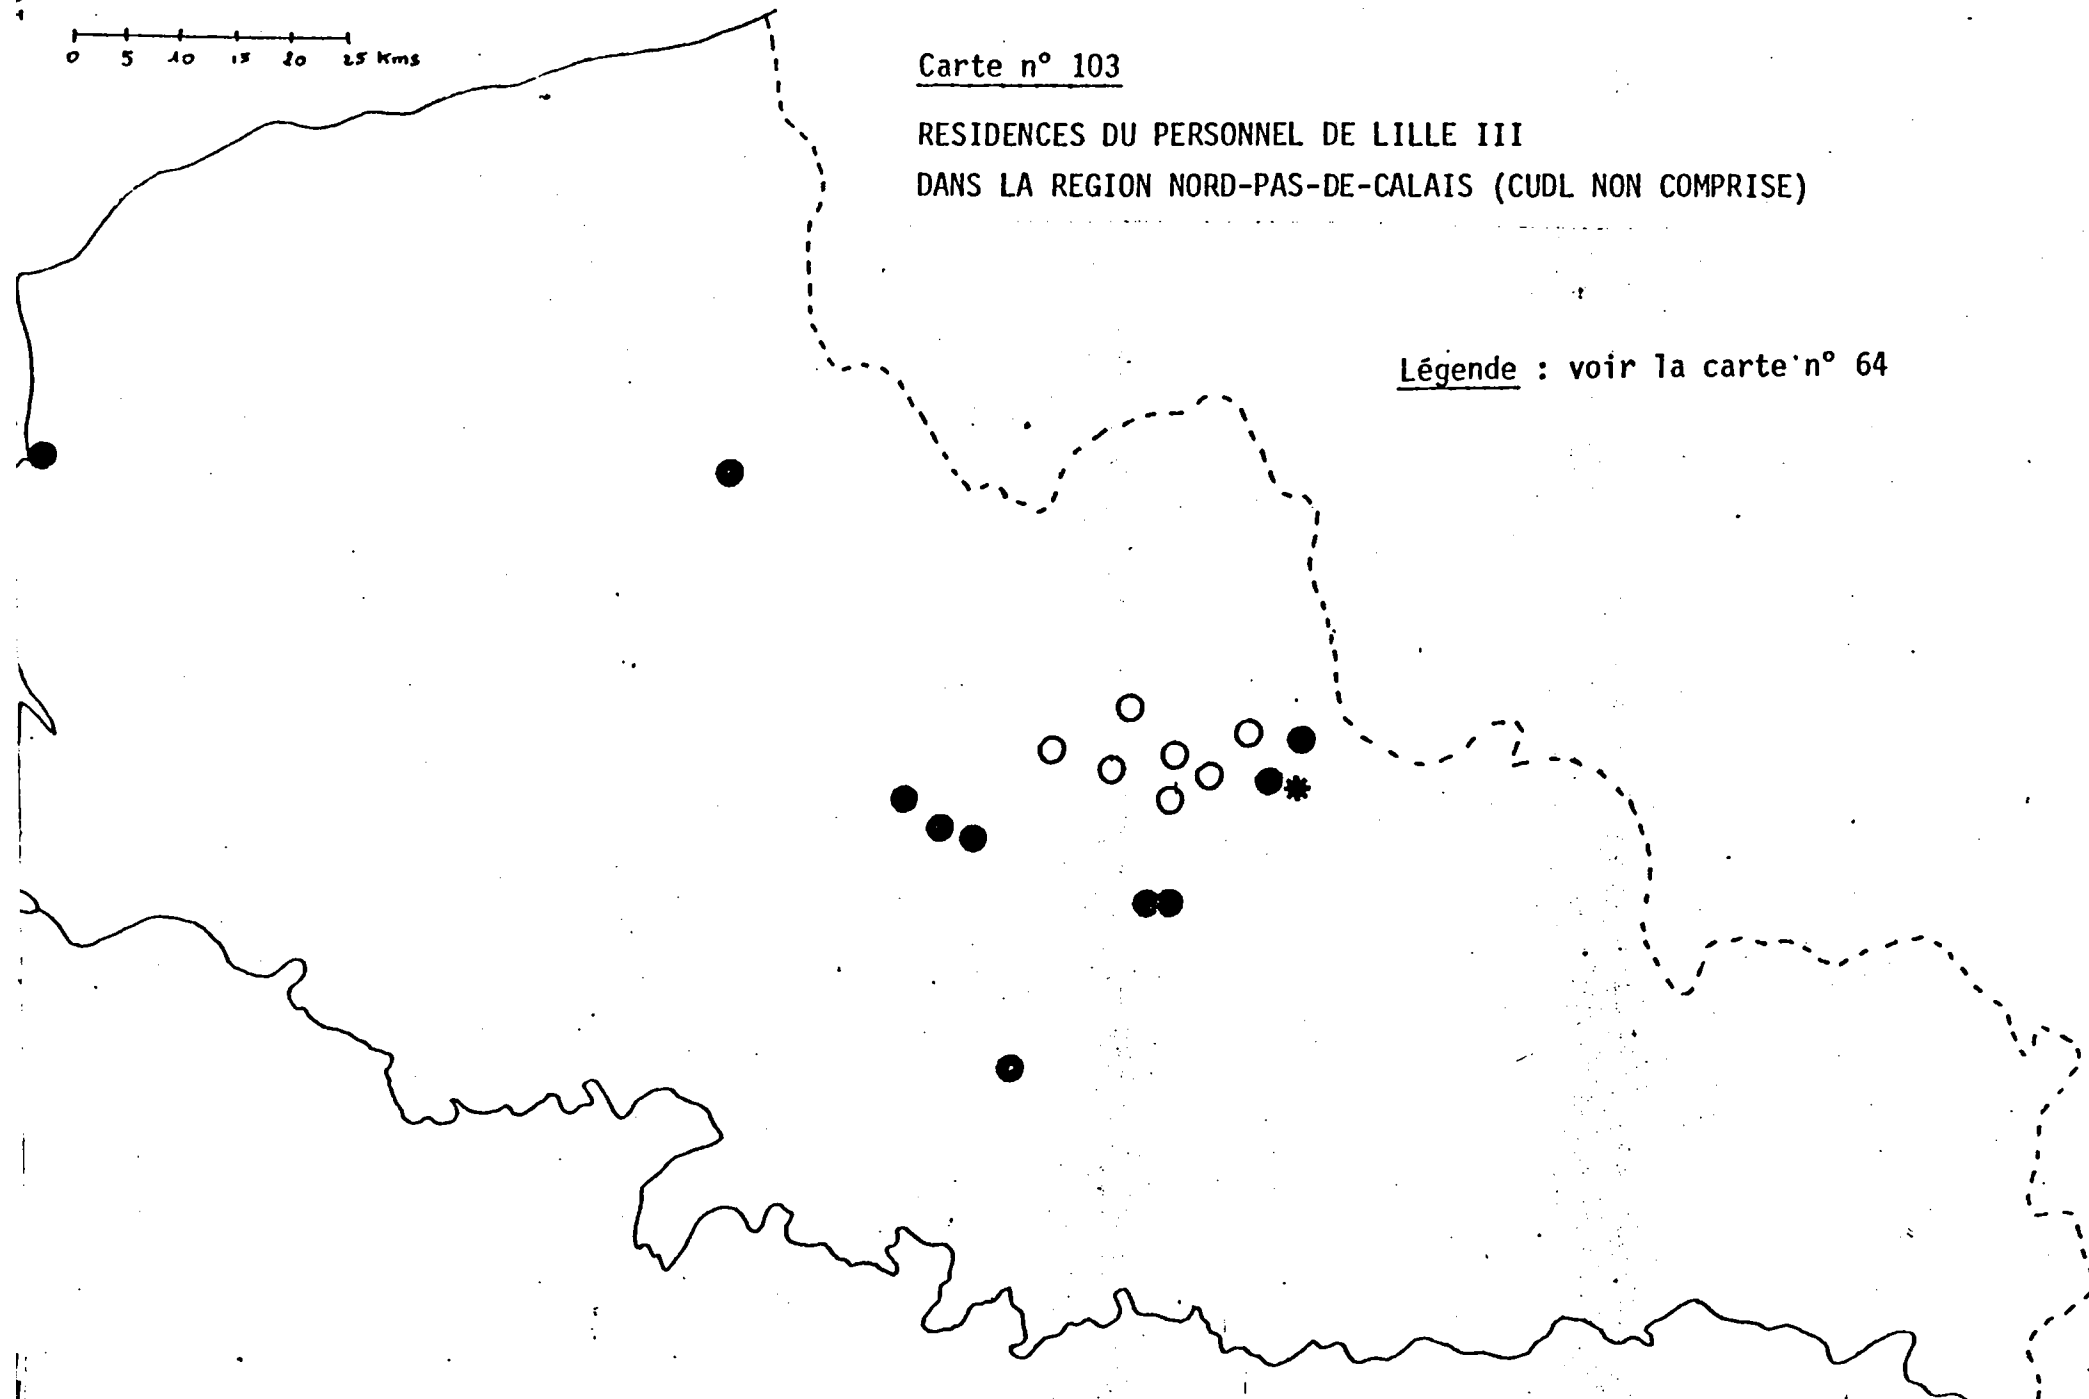 0 5 10 15 20 25 Kms
Carte n° 103
RESIDENCES DU PERSONNEL DE LILLE III
DANS LA REGION NORD-PAS-DE-CALAIS (CUDL NON COMPRISE)
Légende : voir la carte n° 64